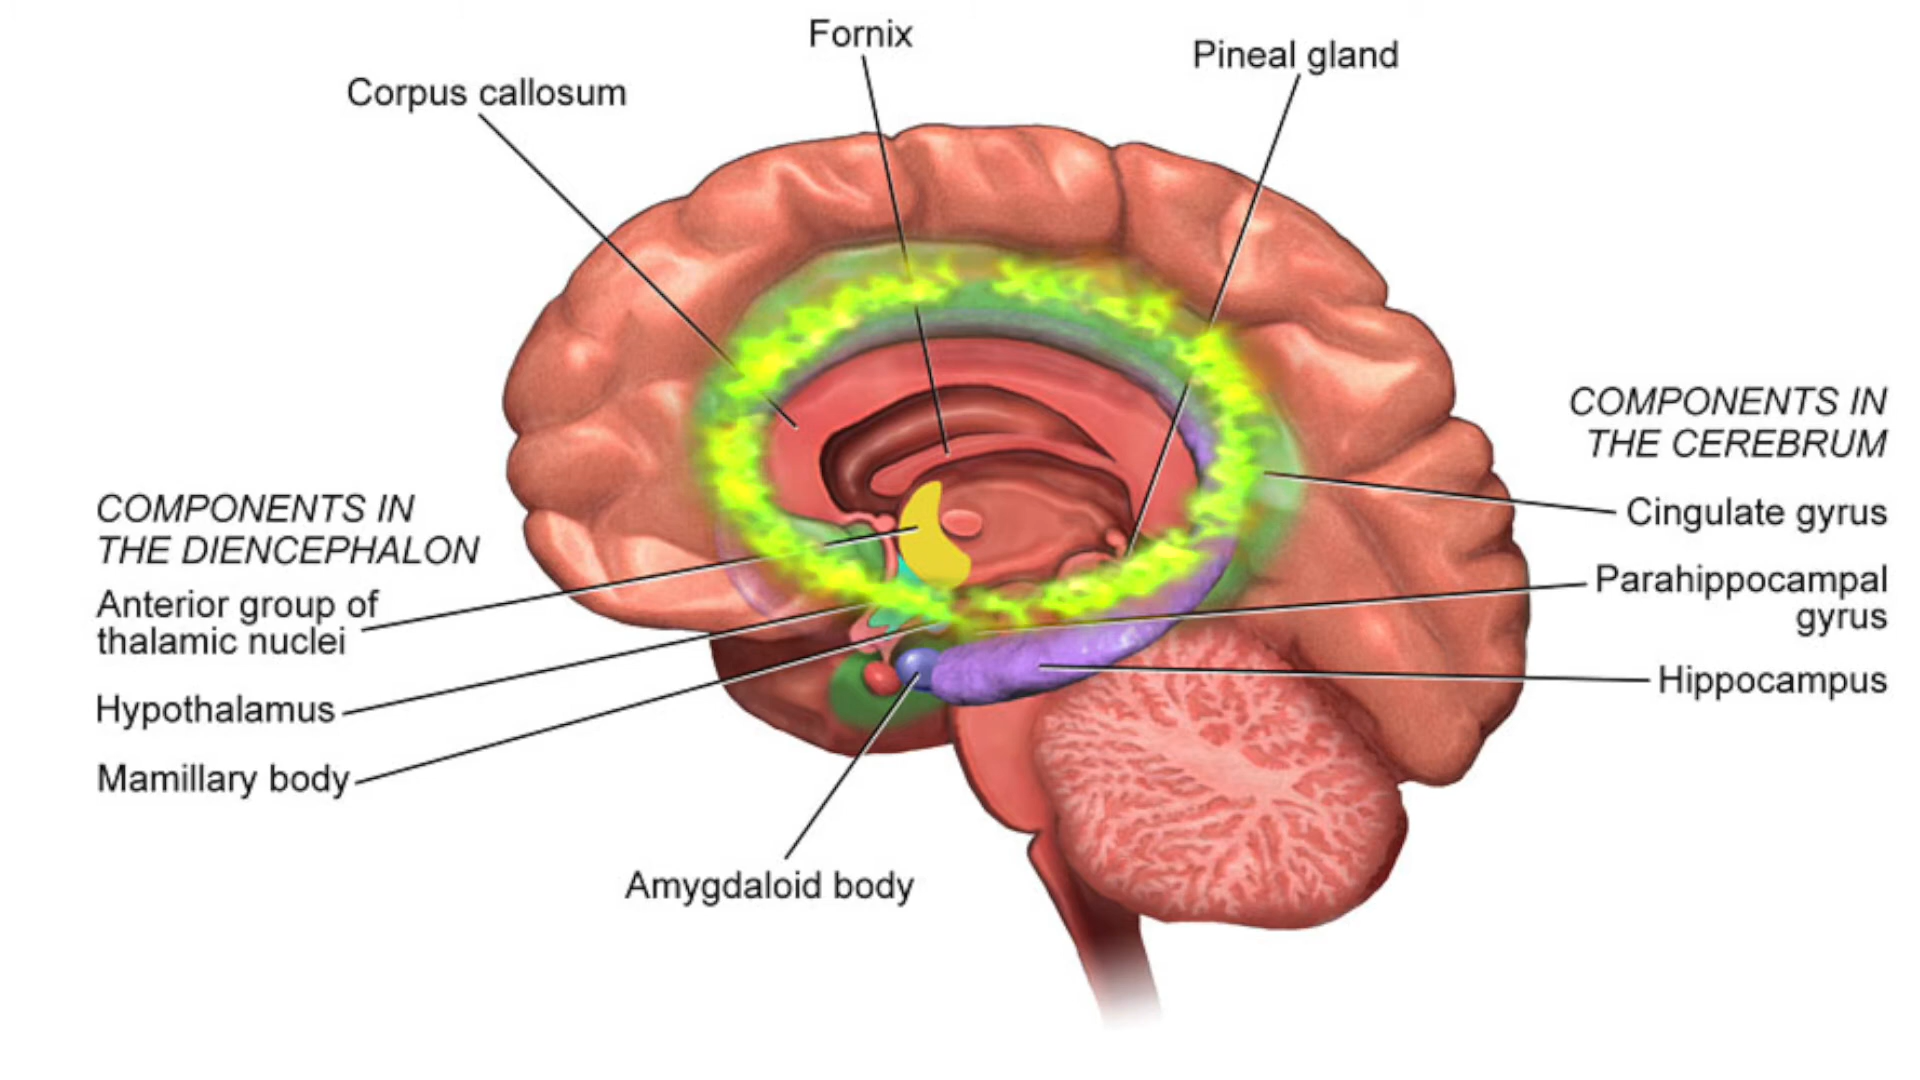 Fornix
Pineal gland
Corpus callosum
COMPONENTS IN
THE CEREBRUM
Cingulate gyrus
Parahippocampal
gyrus
Hippocampus
COMPONENTS IN
THE DIENCEPHALON
Anterior group of
thalamic nuclei
Hypothalamus
Mamillary body
Amygdaloid body